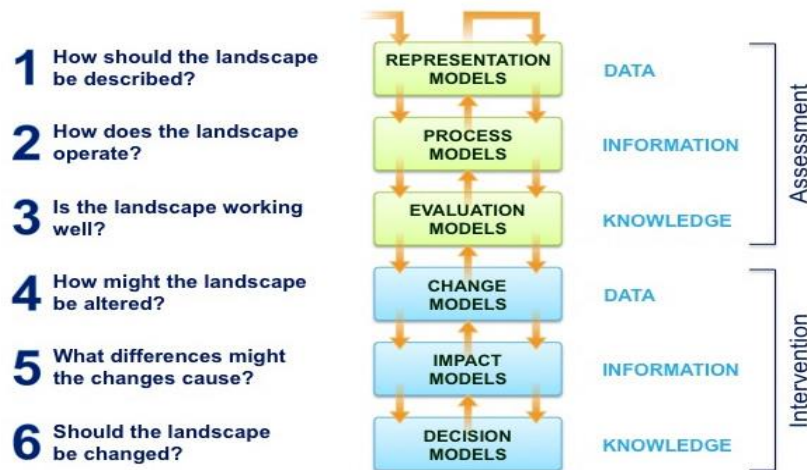 1 How should the landscape
be described?
REPRESENTATION
MODELS
DATA
2 How does the landscape
operate?
PROCESS
MODELS
INFORMATION
3 Is the landscape working
well?
EVALUATION
MODELS
KNOWLEDGE
Assessment
4 How might the landscape
be altered?
CHANGE
MODELS
DATA
5 What differences might
the changes cause?
IMPACT
MODELS
INFORMATION
6 Should the landscape
be changed?
DECISION
MODELS
KNOWLEDGE
Intervention